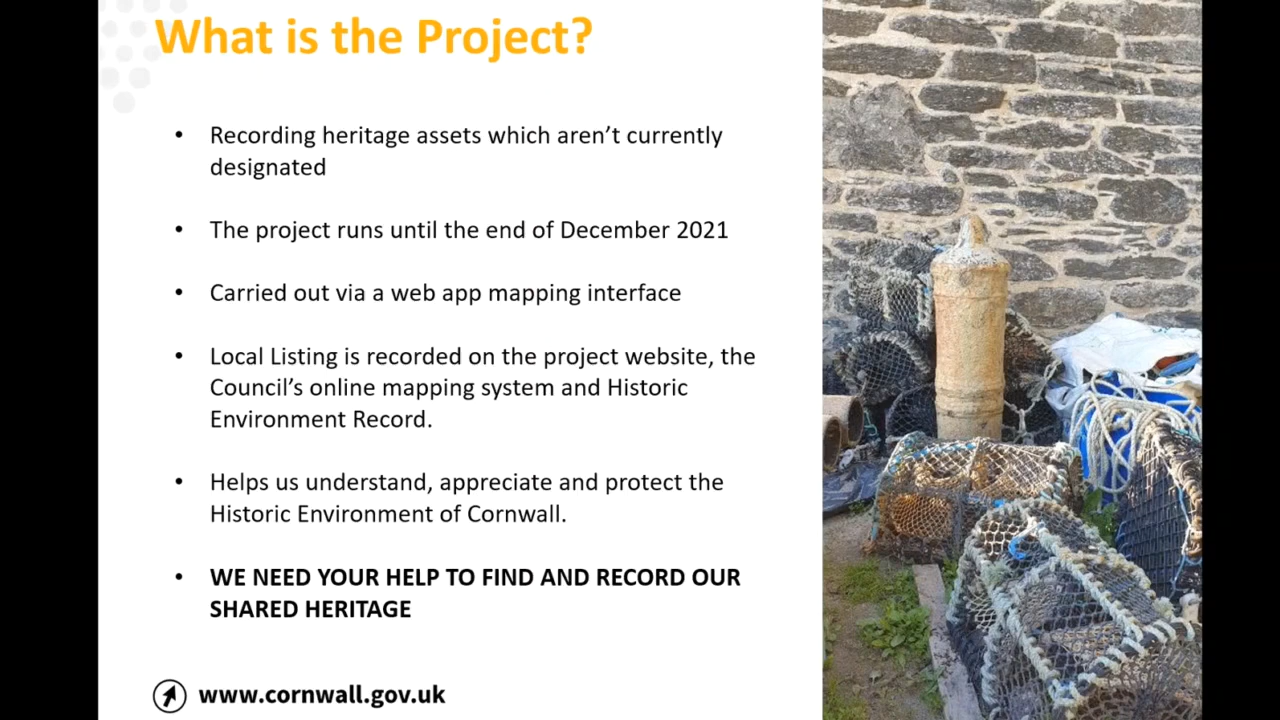 What is the Project?
• Recording heritage assets which aren't currently
designated
• The project runs until the end of December 2021
• Carried out via a web app mapping interface
• Local Listing is recorded on the project website, the
Council's online mapping system and Historic
Environment Record.
• Helps us understand, appreciate and protect the
Historic Environment of Cornwall.
• WE NEED YOUR HELP TO FIND AND RECORD OUR
SHARED HERITAGE
www.cornwall.gov.uk